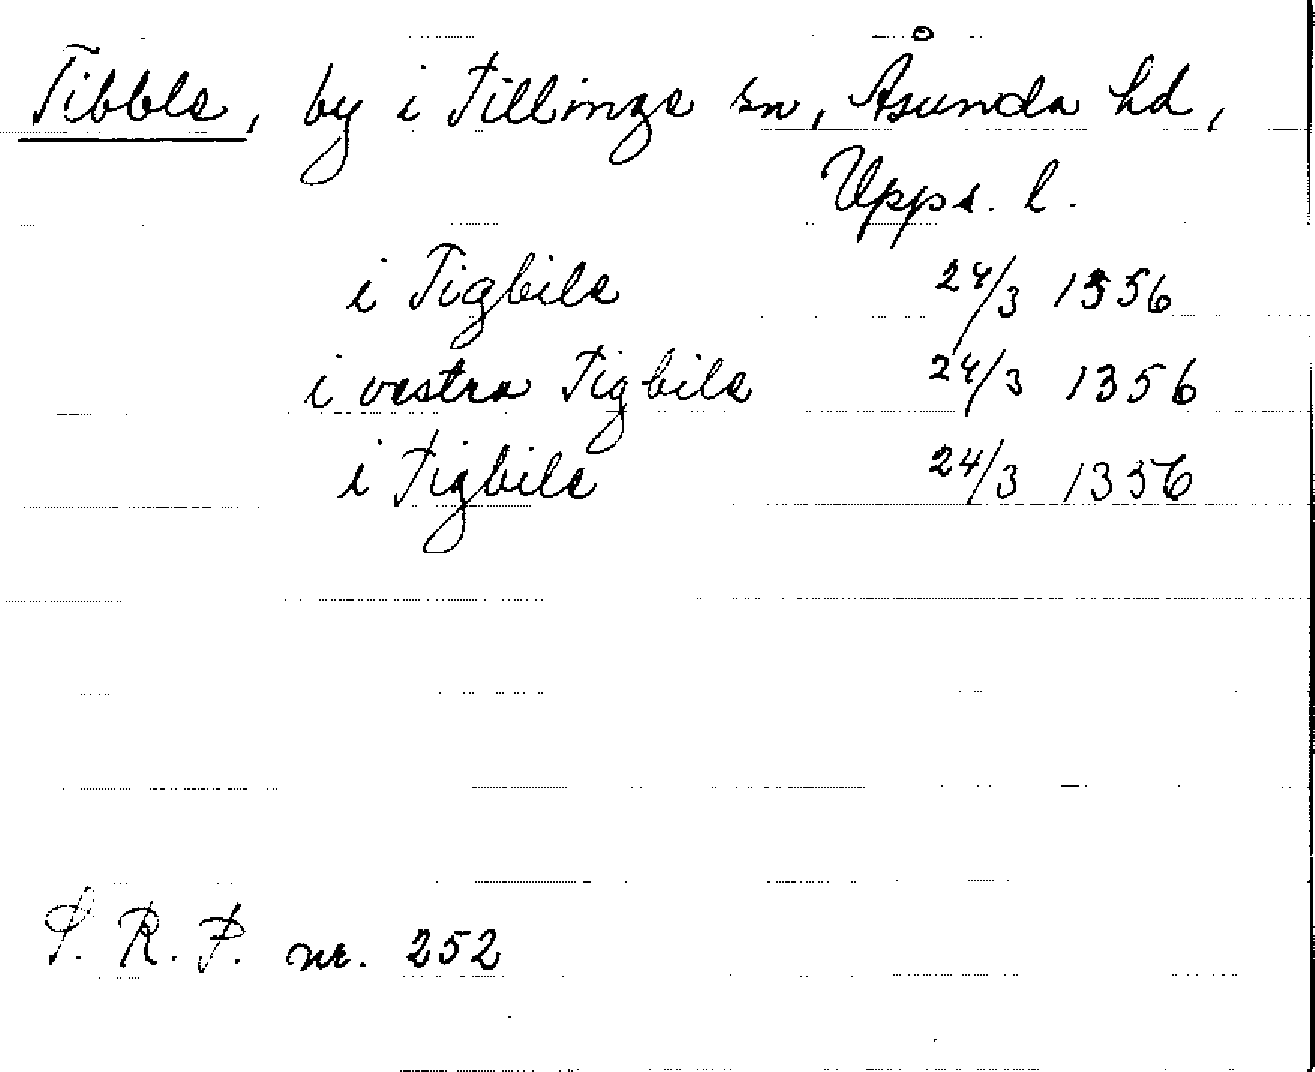 Tibble, by i Tillinge sn, Åsunda hd,
Upps. l.
i Tigbile 24/3 1356
i vestra Tigbile 24/3 1356
i Tigbile 24/3 1356
S. R. P. nr. 252